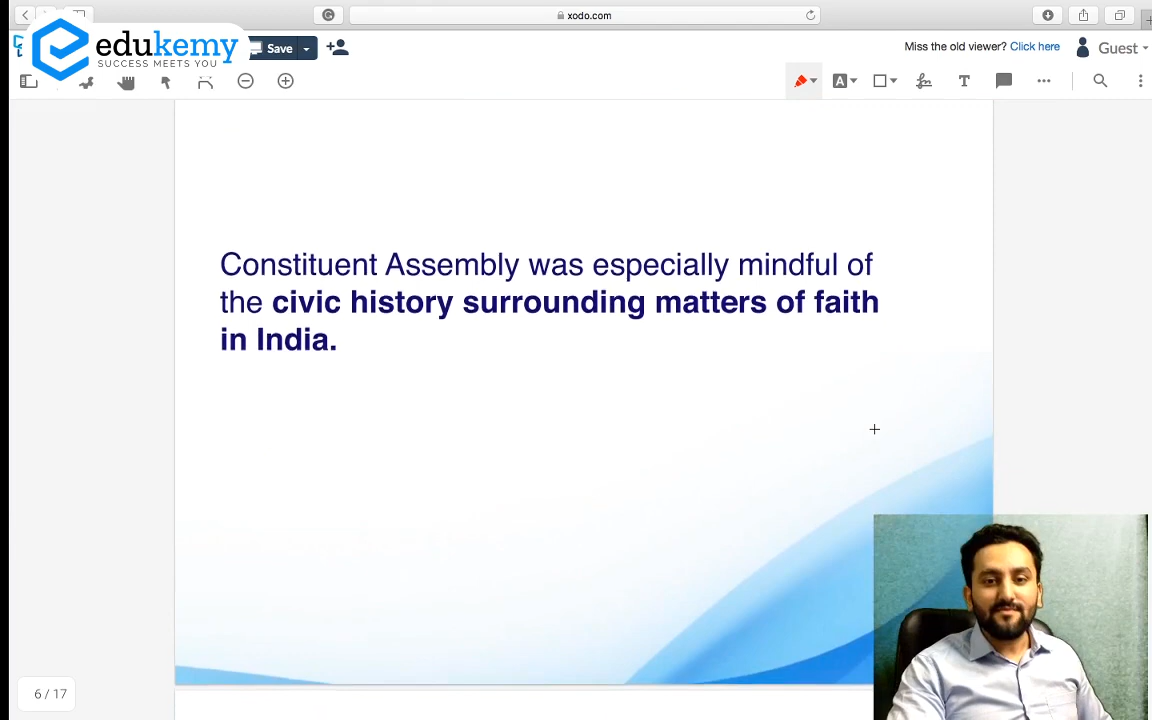 xodo.com
edukemy
SUCCESS MEETS YOU
Save
Miss the old viewer? Click here
Guest
A
T
Constituent Assembly was especially mindful of
the civic history surrounding matters of faith
in India.
6 / 17